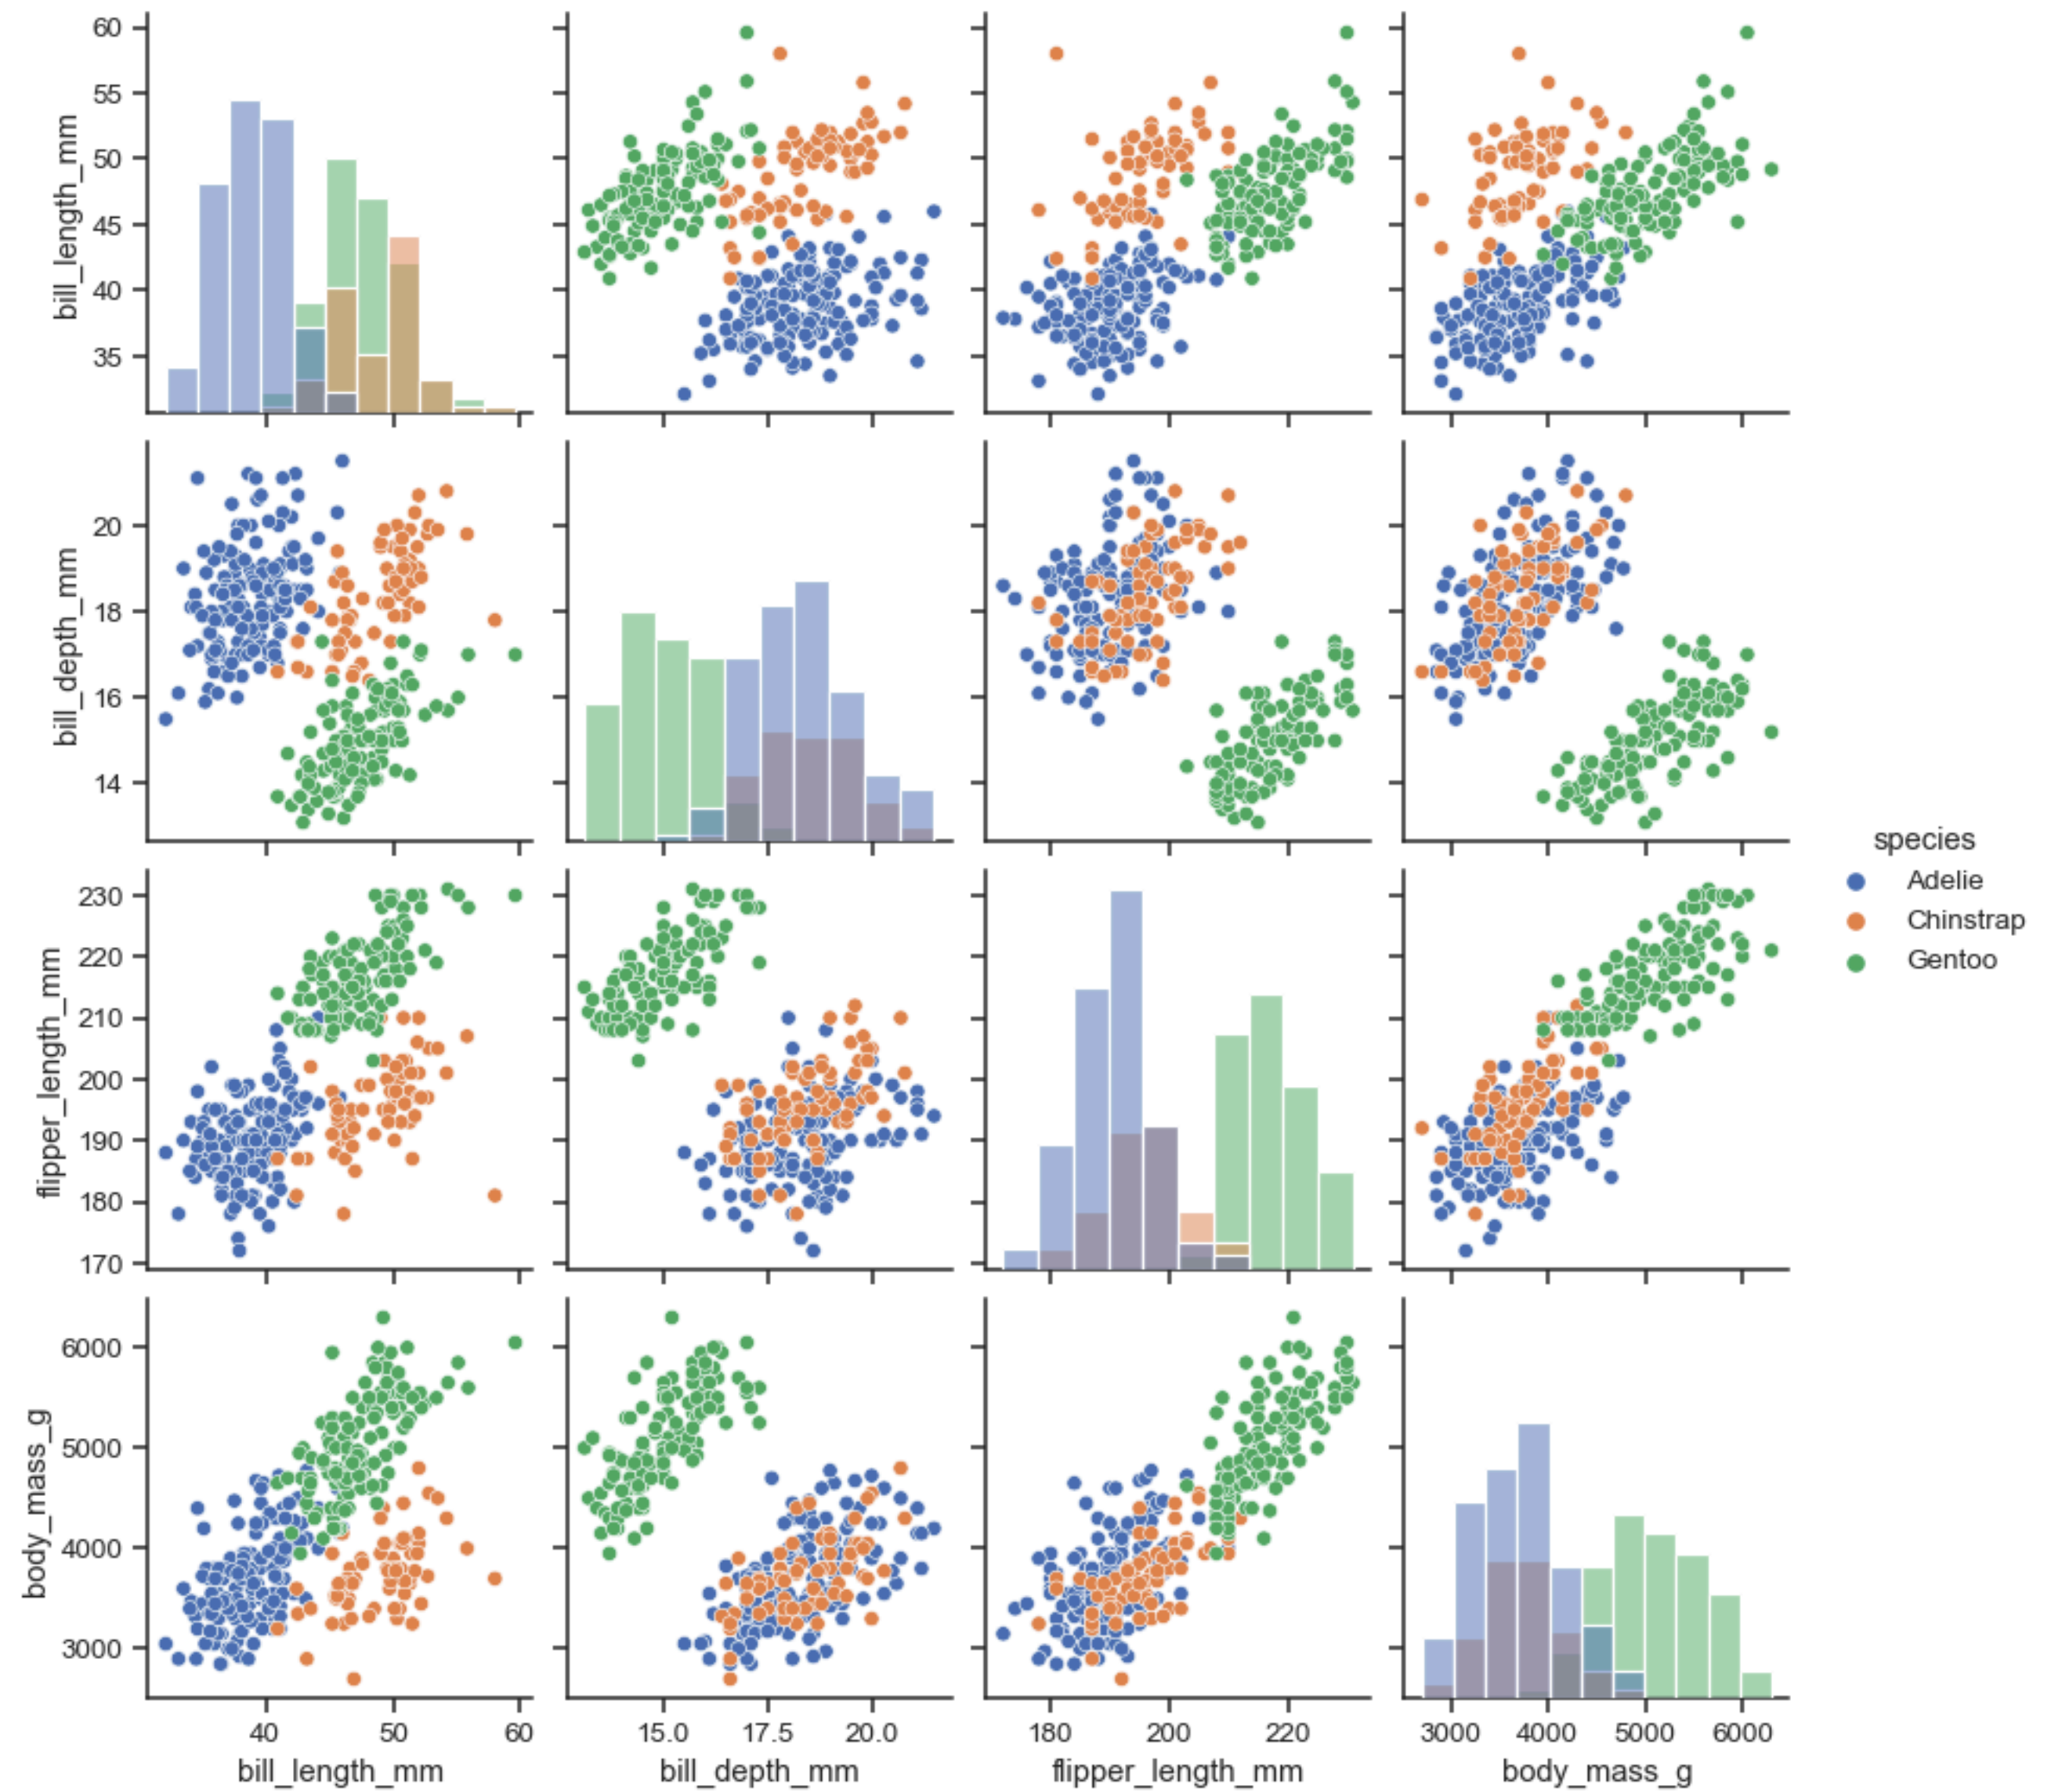 60
55
50
45
40
35
bill_length_mm
20
18
16
14
bill_depth_mm
species
Adelie
Chinstrap
Gentoo
230
220
210
200
190
180
170
flipper_length_mm
6000
5000
4000
3000
body_mass_g
40 50 60
15.0 17.5 20.0
180 200 220
3000 4000 5000 6000
bill_length_mm
bill_depth_mm
flipper_length_mm
body_mass_g